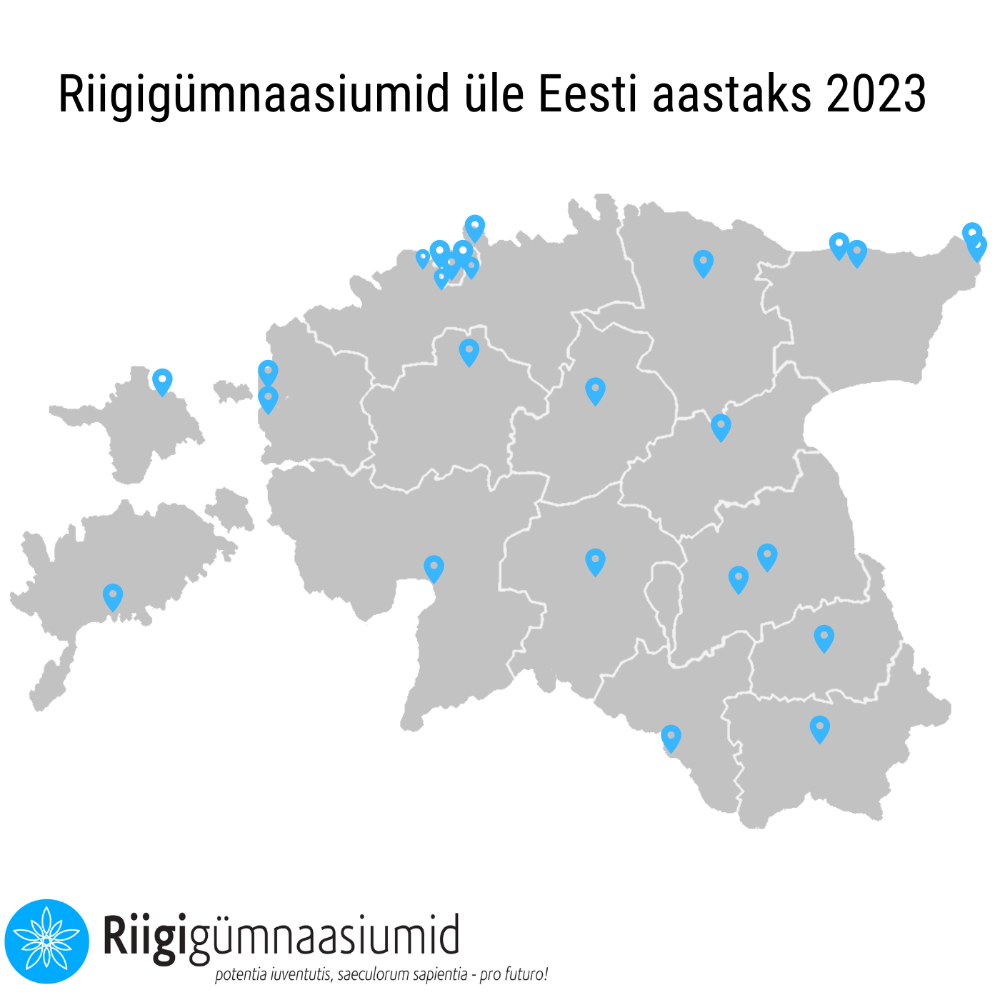 Riigigümnaasiumid üle Eesti aastaks 2023
Riigigümnaasiumid
potentia iuventutis, saeculorum sapientia - pro futuro!